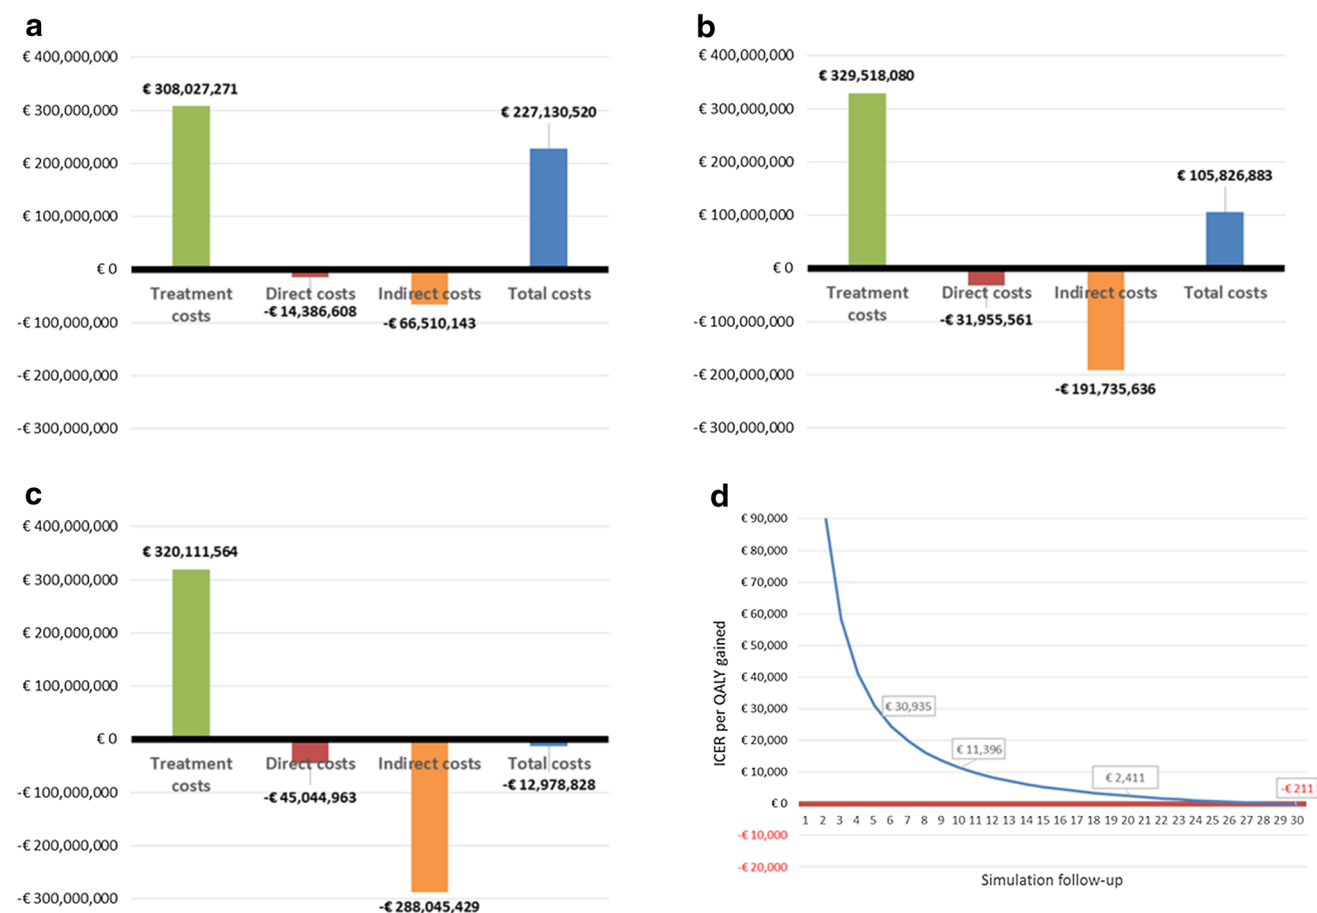 a
€ 400,000,000
€ 300,000,000
€ 200,000,000
€ 100,000,000
€ 0
-€ 100,000,000
-€ 200,000,000
-€ 300,000,000
€ 308,027,271
€ 227,130,520
Treatment
costs
Direct costs
-€ 14,386,608
Indirect costs
-€ 66,510,143
Total costs
b
€ 400,000,000
€ 300,000,000
€ 200,000,000
€ 100,000,000
€ 0
-€ 100,000,000
-€ 200,000,000
-€ 300,000,000
€ 329,518,080
€ 105,826,883
Treatment
costs
Direct costs
-€ 31,955,561
Indirect costs
-€ 191,735,636
Total costs
c
€ 400,000,000
€ 300,000,000
€ 200,000,000
€ 100,000,000
€ 0
-€ 100,000,000
-€ 200,000,000
-€ 300,000,000
€ 320,111,564
Treatment
costs
Direct costs
-€ 45,044,963
Indirect costs
-€ 288,045,429
Total costs
-€ 12,978,828
d
ICER per QALY gained
€ 90,000
€ 80,000
€ 70,000
€ 60,000
€ 50,000
€ 40,000
€ 30,000
€ 20,000
€ 10,000
€ 0
-€ 10,000
-€ 20,000
€ 30,935
€ 11,396
€ 2,411
-€ 211
1 2 3 4 5 6 7 8 9 10 11 12 13 14 15 16 17 18 19 20 21 22 23 24 25 26 27 28 29 30
Simulation follow-up